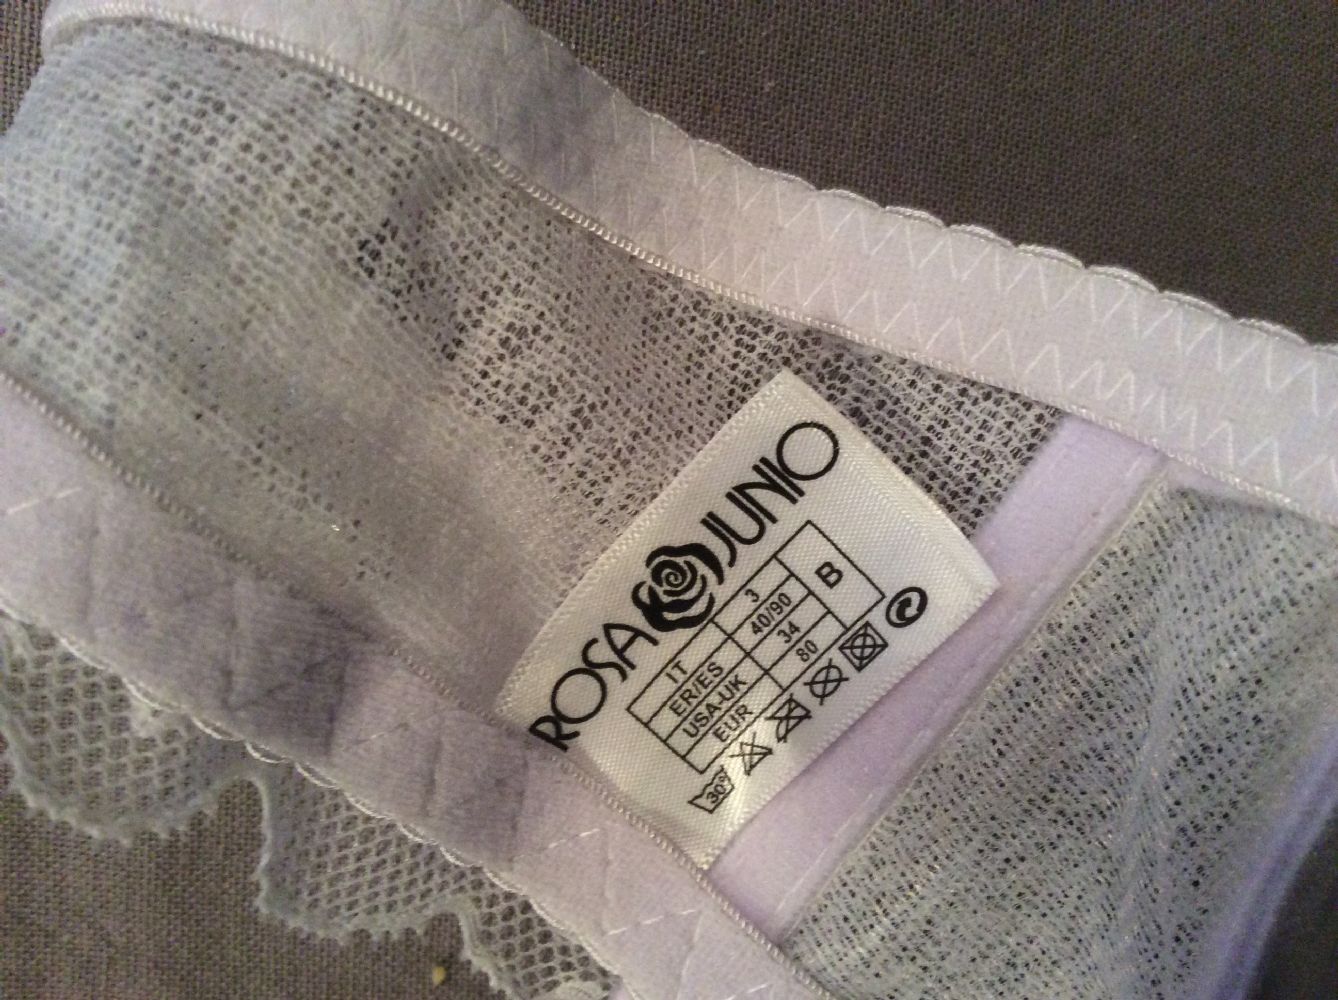 ROSA JUNIO
IT 3 B
FR/ES 40/90
USA-UK 34
EUR 80
30°